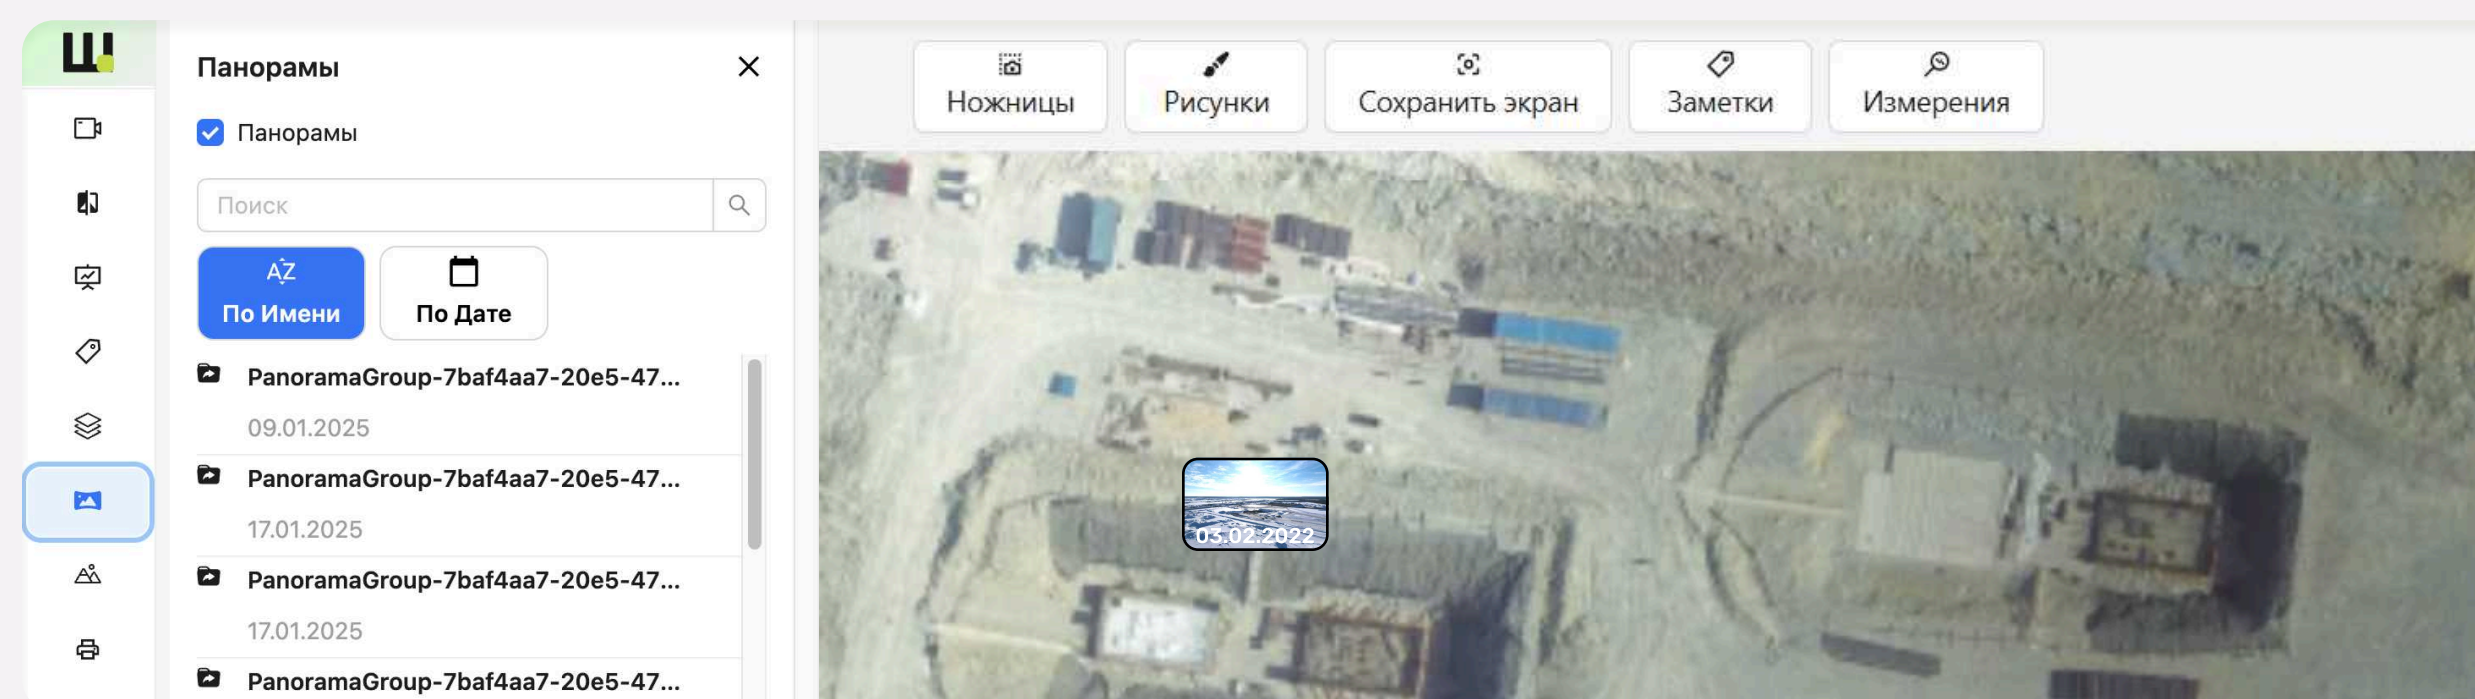 Ш
Панорамы
Панорамы
Поиск
AZ
По Имени
По Дате
PanoramaGroup-7baf4aa7-20e5-47...
09.01.2025
PanoramaGroup-7baf4aa7-20e5-47...
17.01.2025
PanoramaGroup-7baf4aa7-20e5-47...
17.01.2025
PanoramaGroup-7baf4aa7-20e5-47...
Ножницы
Рисунки
Сохранить экран
Заметки
Измерения
03.02.2022